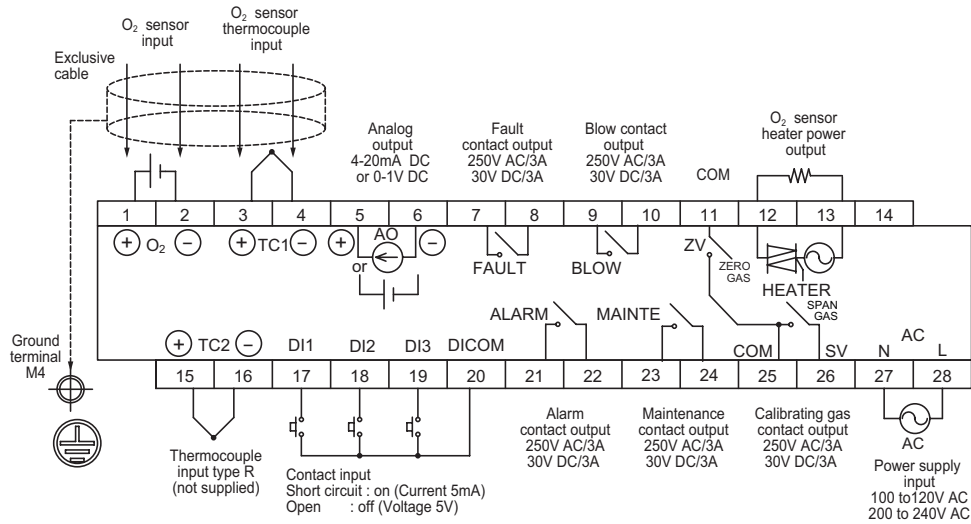 O₂ sensor
input
O₂ sensor
thermocouple
input
Exclusive
cable
Analog
output
4-20mA DC
or 0-1V DC
Fault
contact output
250V AC/3A
30V DC/3A
Blow contact
output
250V AC/3A
30V DC/3A
COM
O₂ sensor
heater power
output
1 2 3 4 5 6 7 8 9 10 11 12 13 14
+ O₂ −
+ TC1 −
+ AO −
or
FAULT
BLOW
ZV
ZERO
GAS
HEATER
SPAN
GAS
ALARM
MAINTE
Ground
terminal
M4
+ TC2 −
DI1 DI2 DI3 DICOM
COM
SV
N AC L
15 16 17 18 19 20 21 22 23 24 25 26 27 28
Thermocouple
input type R
(not supplied)
Contact input
Short circuit : on (Current 5mA)
Open : off (Voltage 5V)
Alarm
contact output
250V AC/3A
30V DC/3A
Maintenance
contact output
250V AC/3A
30V DC/3A
Calibrating gas
contact output
250V AC/3A
30V DC/3A
AC
Power supply
input
100 to120V AC
200 to 240V AC